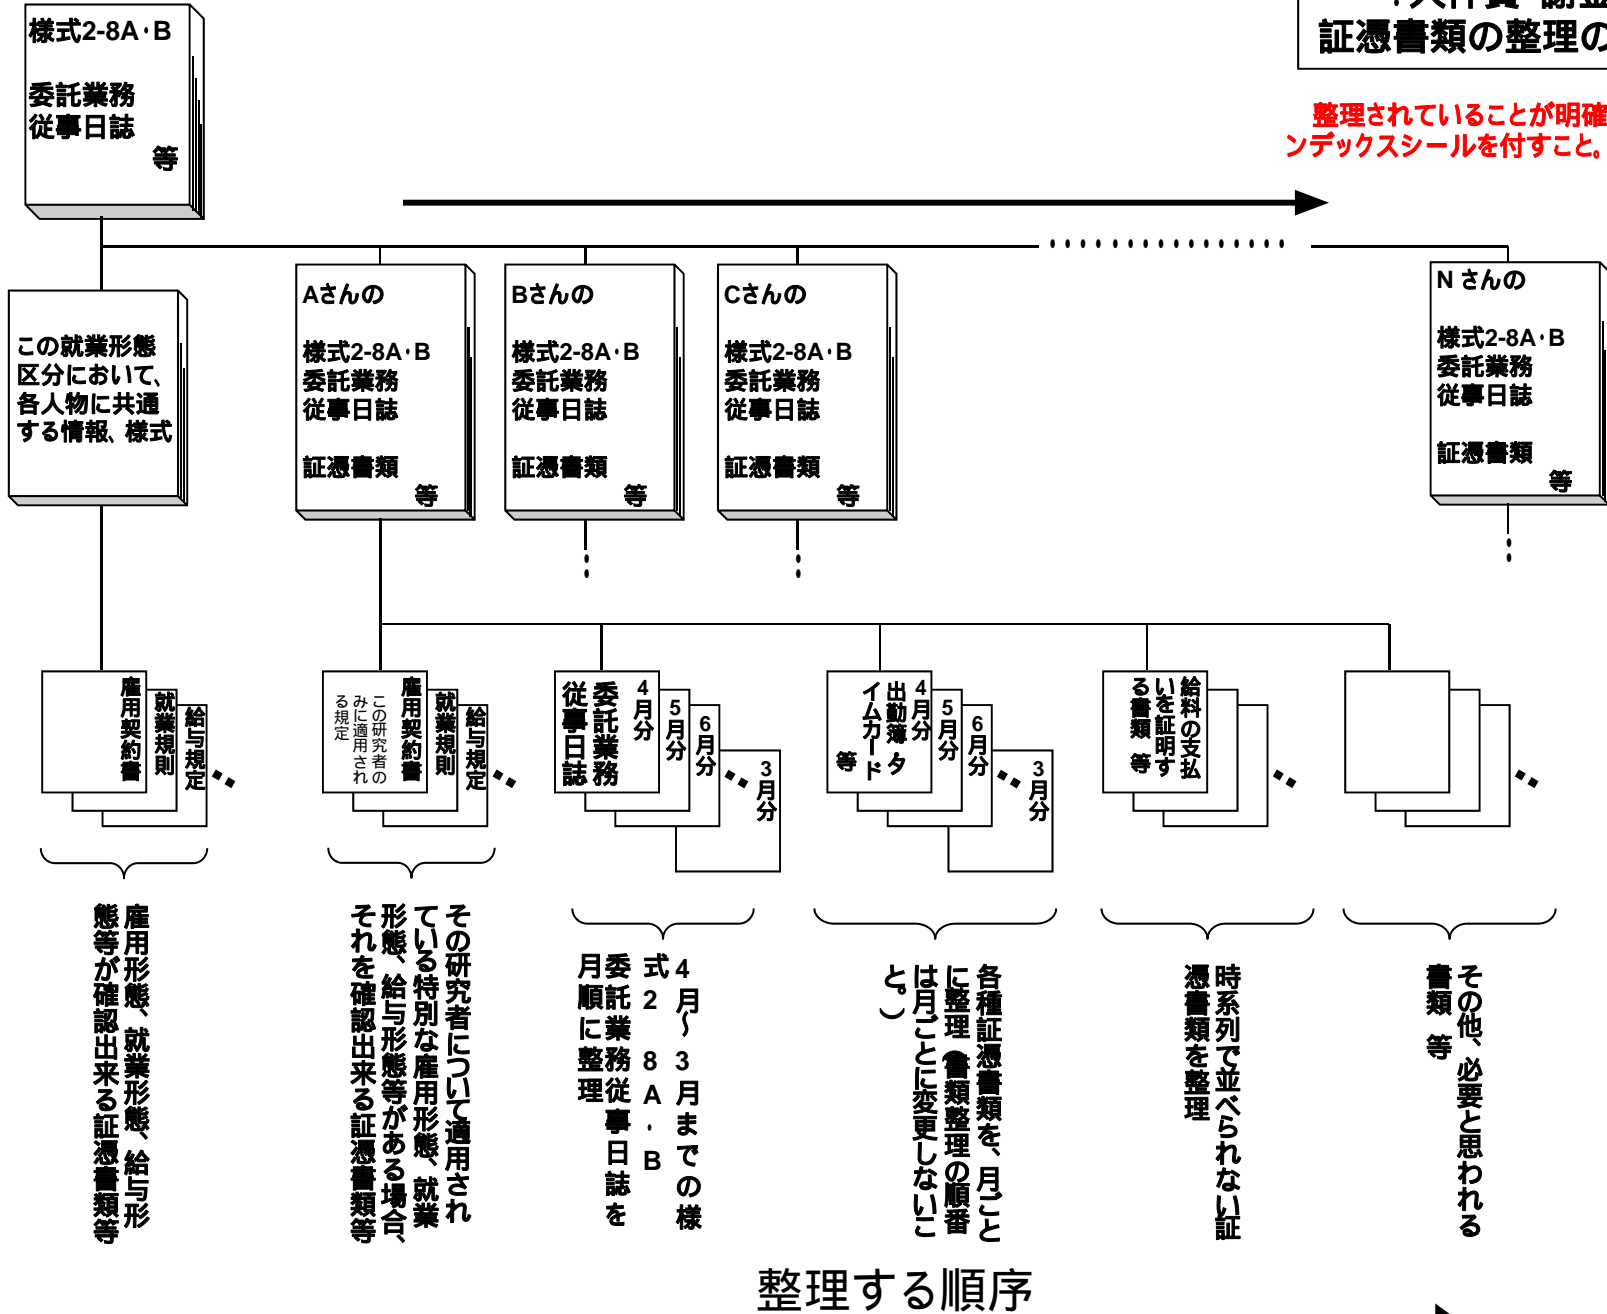 様式2-8A・B
委託業務
従事日誌
等
:人件費・謝金
証憑書類の整理の
整理されていることが明確
ンデックスシールを付すこと。
この就業形態
区分において、
各人物に共通
する情報、様式
Aさんの
様式2-8A・B
委託業務
従事日誌
証憑書類
等
Bさんの
様式2-8A・B
委託業務
従事日誌
証憑書類
等
Cさんの
様式2-8A・B
委託業務
従事日誌
証憑書類
等
N さんの
様式2-8A・B
委託業務
従事日誌
証憑書類
等
雇用契約書
就業規則
給与規定
雇用契約書
この研究者の
みに適用され
る規定
就業規則
給与規定
4月分
委託業務
従事日誌
5月分
6月分
3月分
4月分
出勤簿・タ
イムカード
等
5月分
6月分
3月分
給料の支払
いを証明す
る書類 等
雇用形態、就業形態、給与形
態等が確認出来る証憑書類等
その研究者について適用され
ている特別な雇用形態、就業
形態、給与形態等がある場合、
それを確認出来る証憑書類等
4月〜3月までの様
式2 8A・B
委託業務従事日誌を
月順に整理
各種証憑書類を、月ごと
に整理(書類整理の順番
は月ごとに変更しないこ
と。)
時系列で並べられない証
憑書類を整理
その他、必要と思われる
書類 等
整理する順序